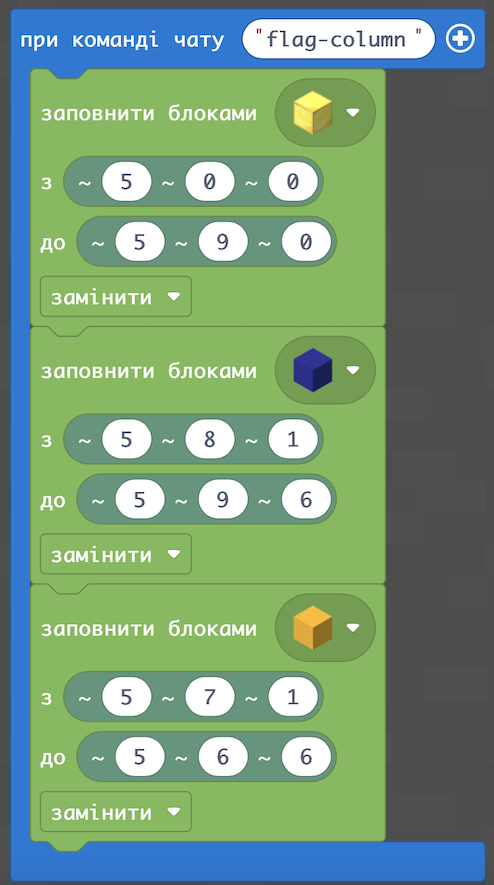 при команді чату "flag-column "
заповнити блоками
з ~ 5 ~ 0 ~ 0
до ~ 5 ~ 9 ~ 0
замінити
заповнити блоками
з ~ 5 ~ 8 ~ 1
до ~ 5 ~ 9 ~ 6
замінити
заповнити блоками
з ~ 5 ~ 7 ~ 1
до ~ 5 ~ 6 ~ 6
замінити